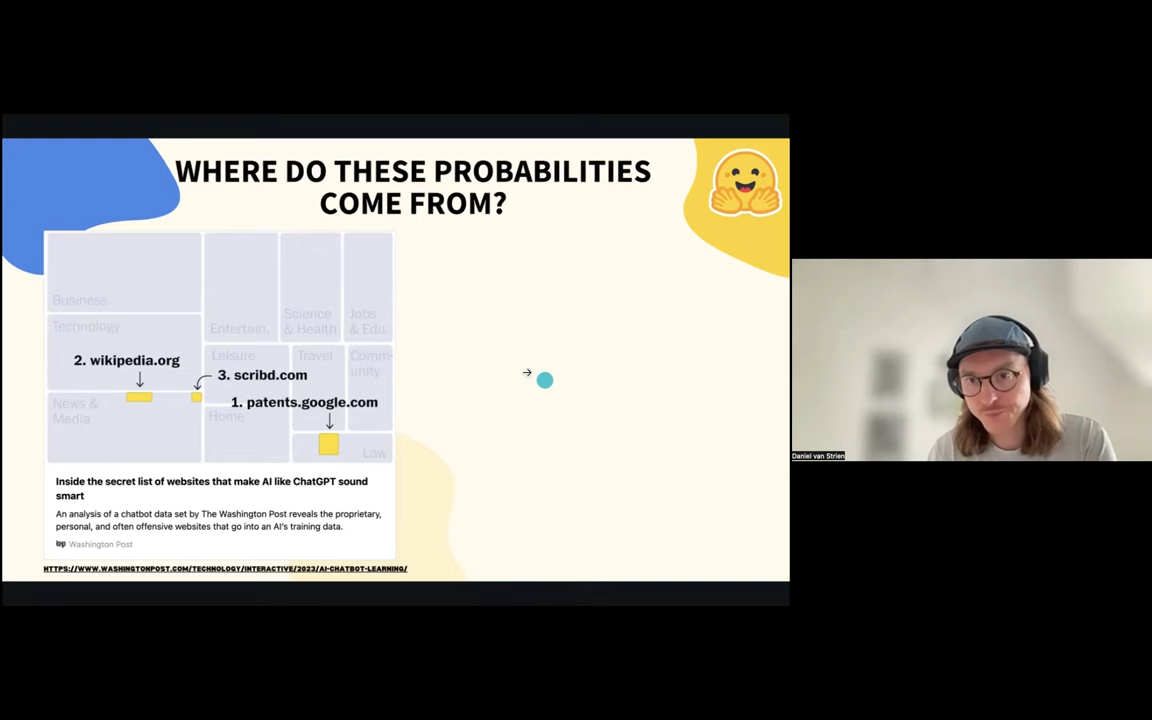 WHERE DO THESE PROBABILITIES
COME FROM?
Business
Entertain.
Science
& Health
Jobs
& Edu.
Technology
2. wikipedia.org
Leisure
Travel
Comm-
unity
3. scribd.com
1. patents.google.com
News &
Media
Home
Law
Inside the secret list of websites that make AI like ChatGPT sound
smart
An analysis of a chatbot data set by The Washington Post reveals the proprietary,
personal, and often offensive websites that go into an AI's training data.
wp Washington Post
HTTPS://WWW.WASHINGTONPOST.COM/TECHNOLOGY/INTERACTIVE/2023/AI-CHATBOT-LEARNING/
Daniel van Strien